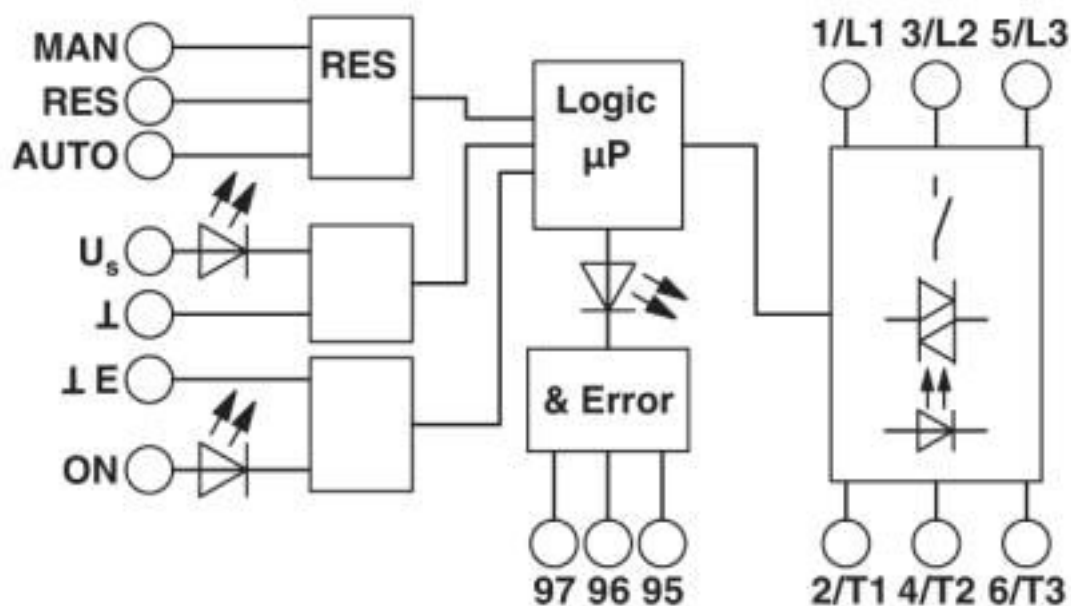 MAN
RES
AUTO
RES
U_s
⊥
⊥ E
ON
Logic
µP
& Error
97 96 95
1/L1 3/L2 5/L3
2/T1 4/T2 6/T3